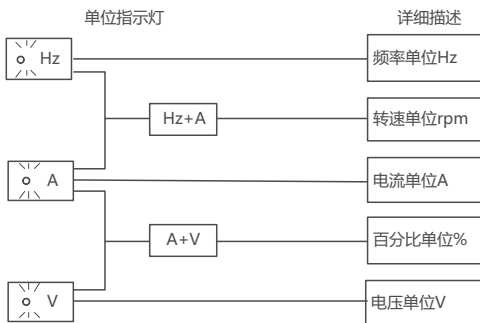 单位指示灯 详细描述
Hz 频率单位Hz
Hz+A 转速单位rpm
A 电流单位A
A+V 百分比单位%
V 电压单位V